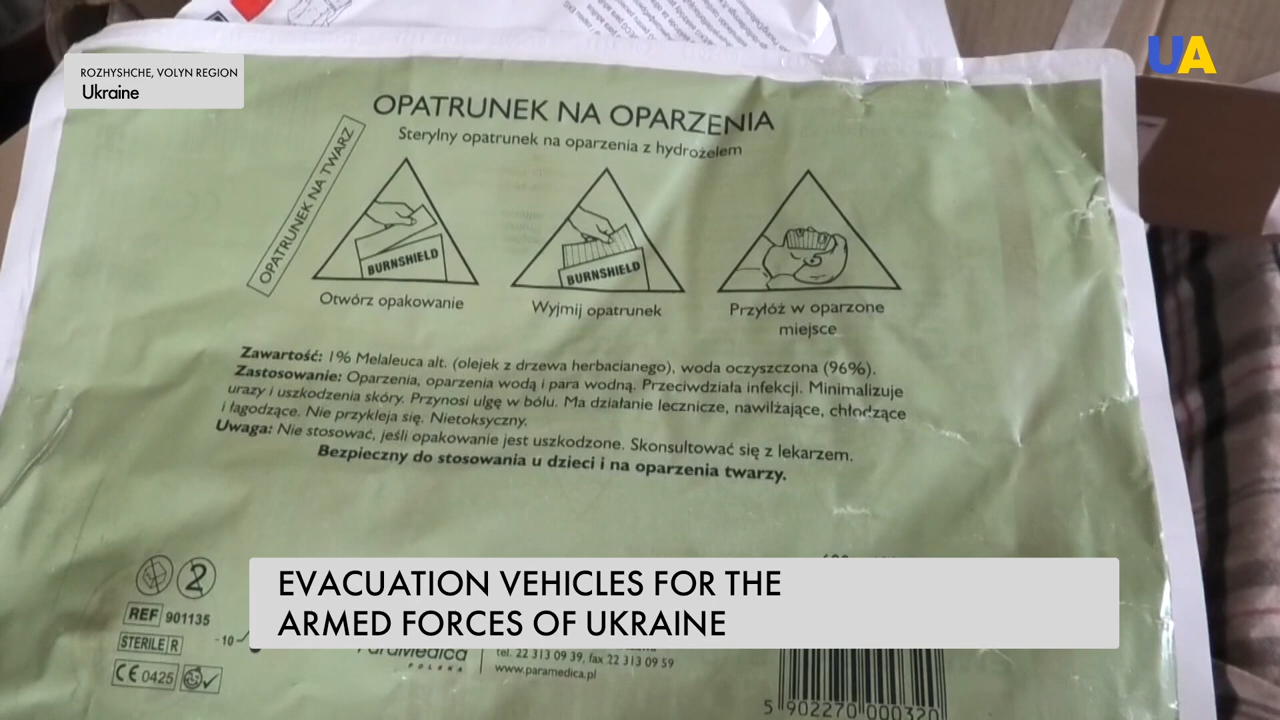 ROZHYSHCHE, VOLYN REGION
Ukraine
UA
OPATRUNEK NA OPARZENIA
Sterylny opatrunek na oparzenia z hydrożelem
OPATRUNEK NA TWARZ
BURNSHIELD
BURNSHIELD
Otwórz opakowanie
Wyjmij opatrunek
Przyłóż w oparzone
miejsce
Zawartość: 1% Melaleuca alt. (olejek z drzewa herbacianego), woda oczyszczona (96%).
Zastosowanie: Oparzenia, oparzenia wodą i para wodną. Przeciwdziała infekcji. Minimalizuje
urazy i uszkodzenia skóry. Przynosi ulgę w bólu. Ma działanie lecznicze, nawilżające, chłodzące
i łagodzące. Nie przykleja się. Nietoksyczny.
Uwaga: Nie stosować, jeśli opakowanie jest uszkodzone. Skonsultować się z lekarzem.
Bezpieczny do stosowania u dzieci i na oparzenia twarzy.
2
EVACUATION VEHICLES FOR THE
ARMED FORCES OF UKRAINE
REF 901135
STERILE R
-10
CE 0425
ParaMedica
POLSKA
tel. 22 313 09 39, fax 22 313 09 59
www.paramedica.pl
5 902270 000320